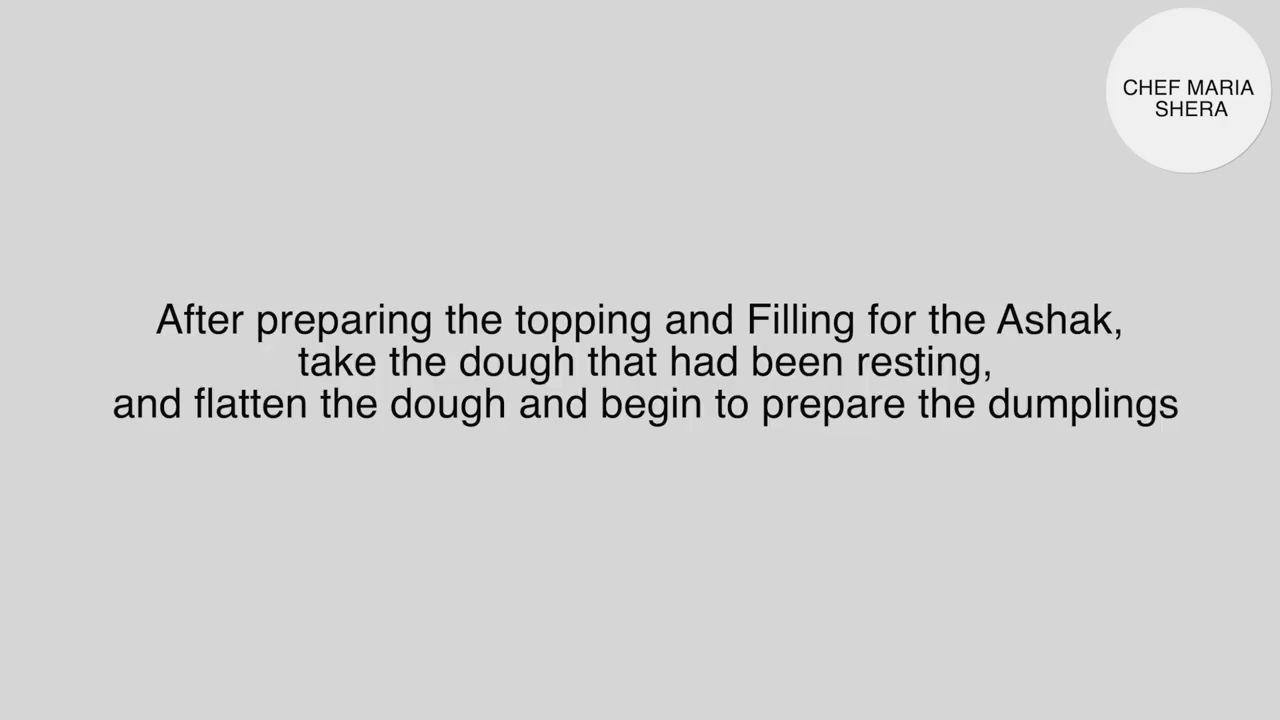 CHEF MARIA
SHERA
After preparing the topping and Filling for the Ashak,
take the dough that had been resting,
and flatten the dough and begin to prepare the dumplings